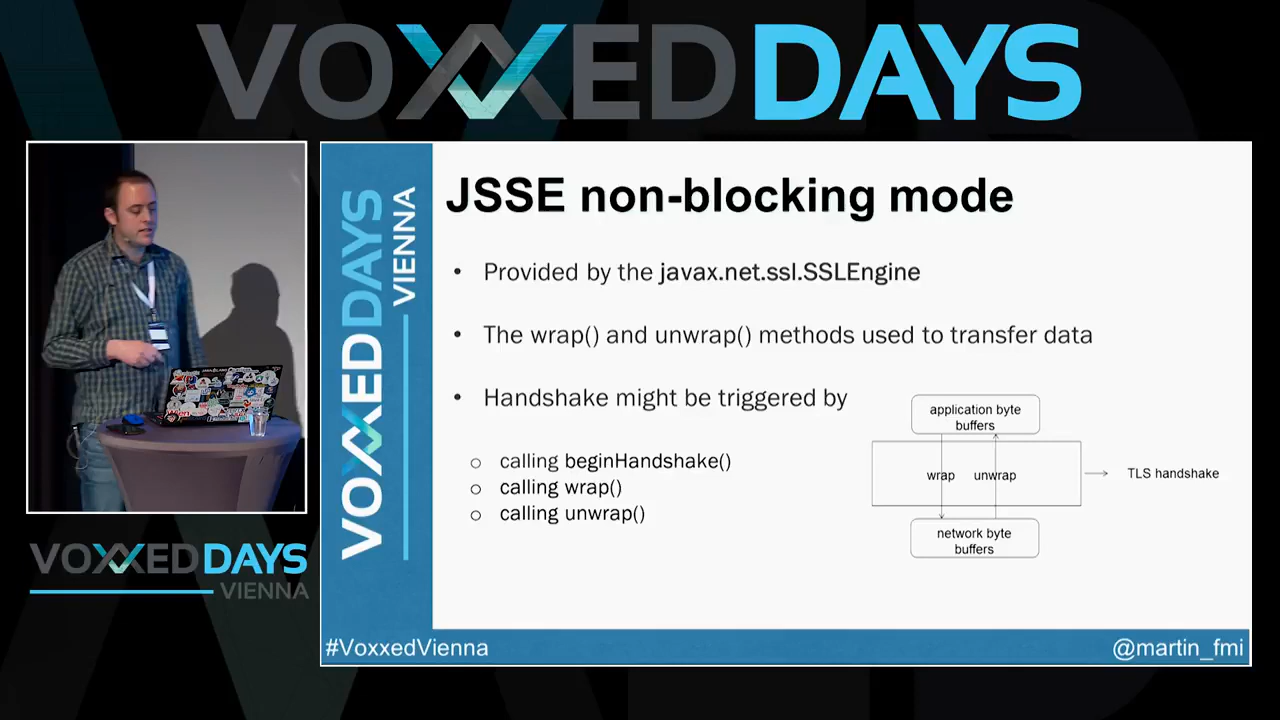 VOXXED DAYS
VOXXED DAYS
VIENNA
JSSE non-blocking mode
• Provided by the javax.net.ssl.SSLEngine
• The wrap() and unwrap() methods used to transfer data
• Handshake might be triggered by
○ calling beginHandshake()
○ calling wrap()
○ calling unwrap()
application byte
buffers
wrap unwrap
TLS handshake
network byte
buffers
VOXXED DAYS
VIENNA
#VoxxedVienna
@martin_fmi